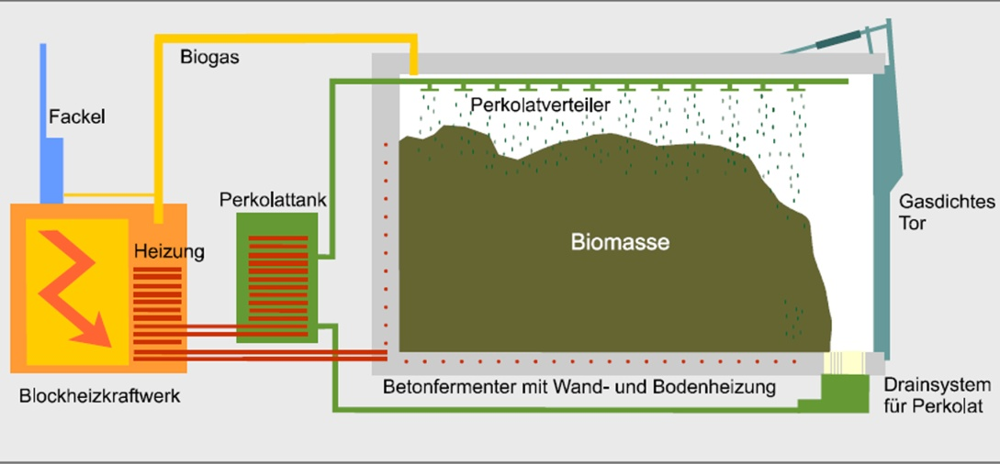 Biogas
Fackel
Perkolatverteiler
Perkolattank
Gasdichtes
Tor
Heizung
Biomasse
Betonfermenter mit Wand- und Bodenheizung
Blockheizkraftwerk
Drainsystem
für Perkolat